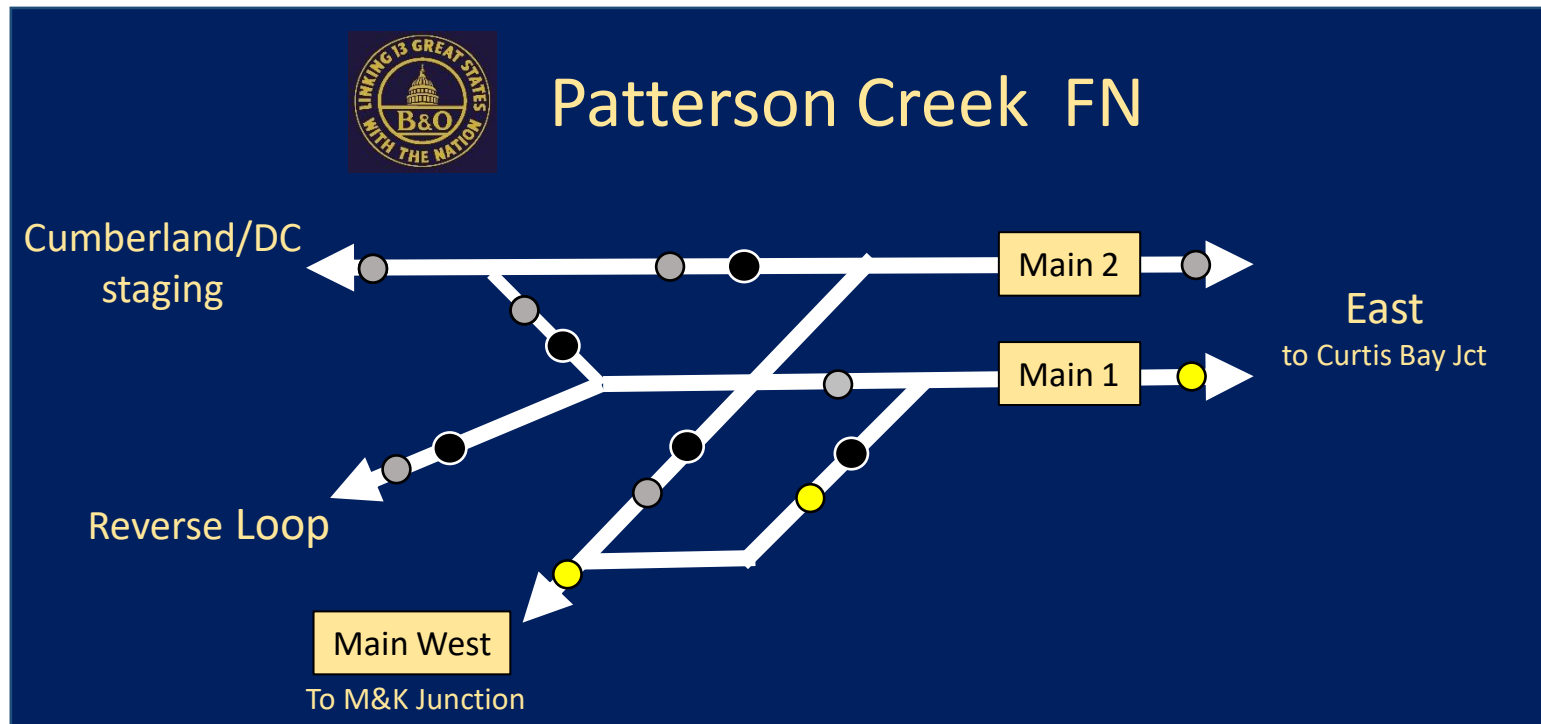 LINKING 13 GREAT STATES
B&O
WITH THE NATION
Patterson Creek FN
Cumberland/DC
staging
Main 2
East
to Curtis Bay Jct
Main 1
Reverse Loop
Main West
To M&K Junction